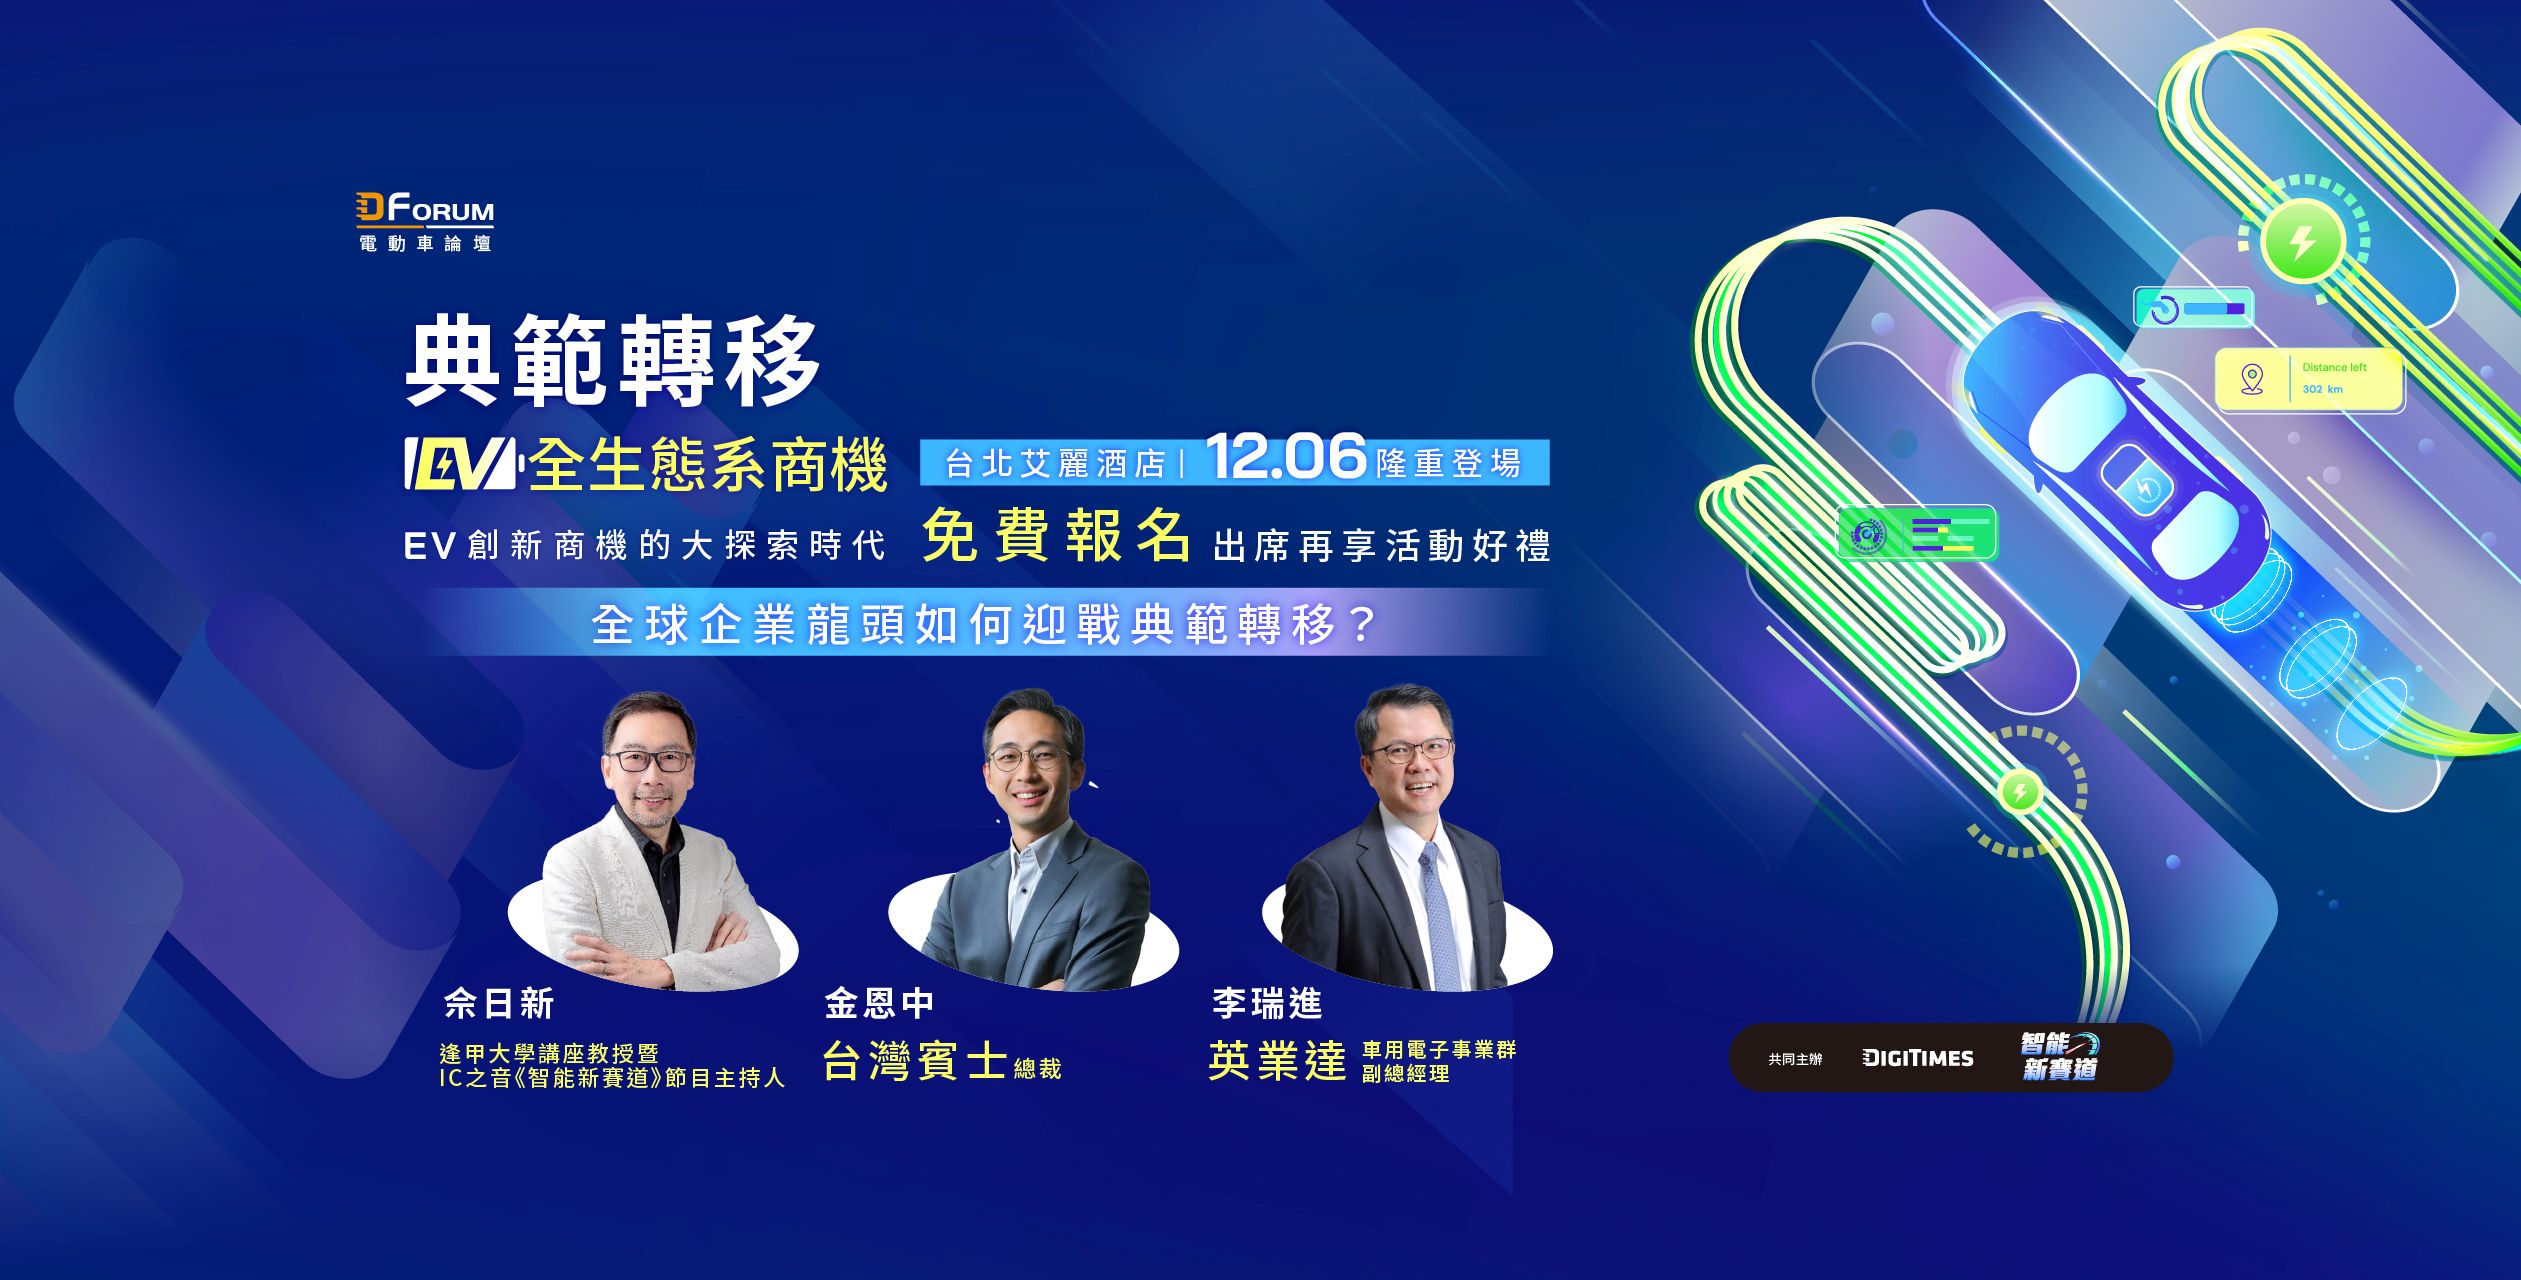 DFORUM
電動車論壇
典範轉移
EV全生態系商機
台北艾麗酒店| 12.06隆重登場
EV創新商機的大探索時代
免費報名 出席再享活動好禮
全球企業龍頭如何迎戰典範轉移？
佘日新
逢甲大學講座教授暨
IC之音《智能新賽道》節目主持人
金恩中
台灣賓士 總裁
李瑞進
英業達 車用電子事業群
副總經理
Distance left
302 km
共同主辦 DIGITIMES 智能
新賽道